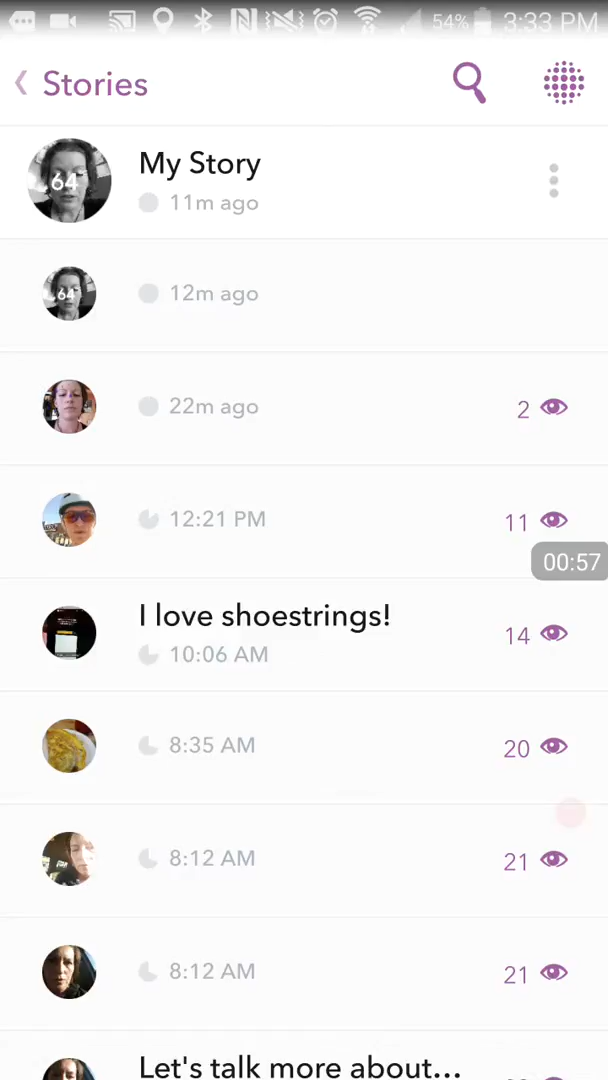 54% 3:33 PM
Stories
64°
My Story
11m ago
64°
12m ago
22m ago
2
12:21 PM
11
00:57
I love shoestrings!
14
10:06 AM
8:35 AM
20
8:12 AM
21
8:12 AM
21
Let's talk more about...